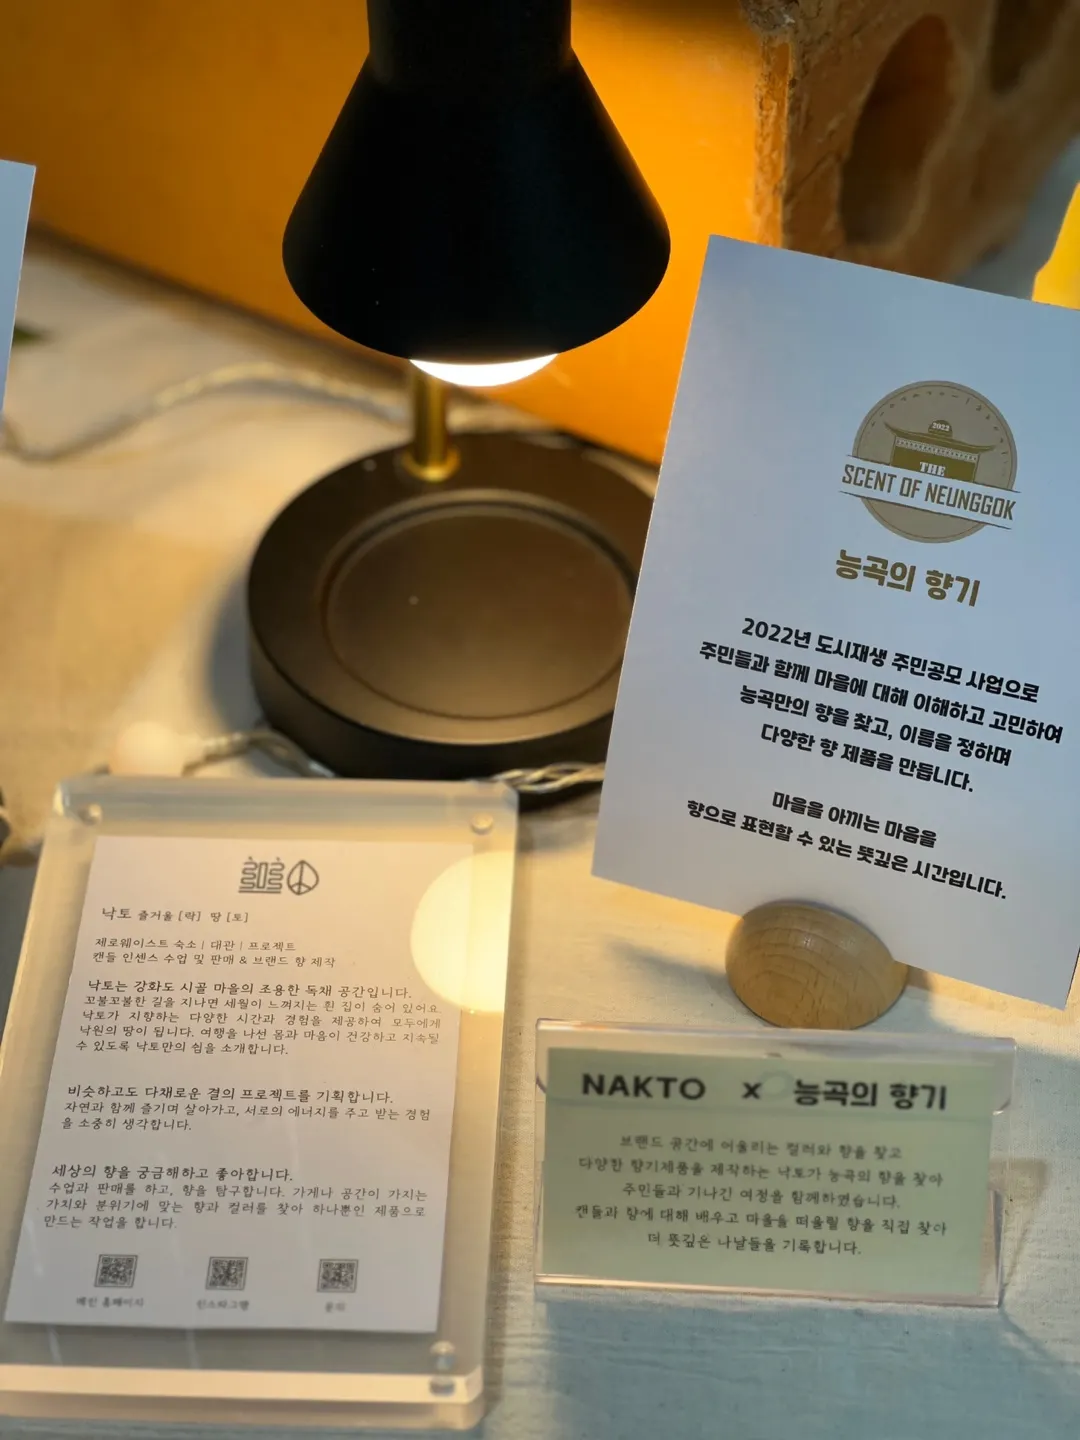 2022
THE
SCENT OF NEUNGGOK
능곡의 향기
2022년 도시재생 주민공모 사업으로
주민들과 함께 마을에 대해 이해하고 고민하여
능곡만의 향을 찾고, 이름을 정하며
다양한 향 제품을 만듭니다.
마을을 아끼는 마음을
향으로 표현할 수 있는 뜻깊은 시간입니다.
낙토 즐거울 [락] 땅 [토]
제로웨이스트 숙소 | 대관 | 프로젝트
캔들 인센스 수업 및 판매 & 브랜드 향 제작
낙토는 강화도 시골 마을의 조용한 독채 공간입니다.
꼬불꼬불한 길을 지나면 세월이 느껴지는 흰 집이 숨어 있어요.
낙토가 지향하는 다양한 시간과 경험을 제공하여 모두에게
낙원의 땅이 됩니다. 여행을 나선 몸과 마음이 건강하고 지속될
수 있도록 낙토만의 쉼을 소개합니다.
비슷하고도 다채로운 결의 프로젝트를 기획합니다.
자연과 함께 즐기며 살아가고, 서로의 에너지를 주고 받는 경험
을 소중히 생각합니다.
세상의 향을 궁금해하고 좋아합니다.
수업과 판매를 하고, 향을 탐구합니다. 가게나 공간이 가지는
가치와 분위기에 맞는 향과 컬러를 찾아 하나뿐인 제품으로
만드는 작업을 합니다.
메인 홈페이지
인스타그램
문의
NAKTO x 능곡의 향기
브랜드 공간에 어울리는 컬러와 향을 찾고
다양한 향기제품을 제작하는 낙토가 능곡의 향을 찾아
주민들과 기나긴 여정을 함께하였습니다.
캔들과 향에 대해 배우고 마을을 떠올릴 향을 직접 찾아
더 뜻깊은 나날들을 기록합니다.